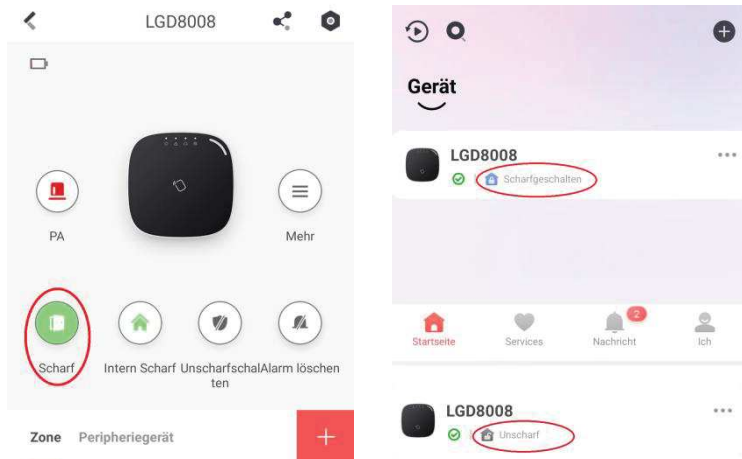 LGD8008
PA
Mehr
Scharf
Intern Scharf
Unscharfschal
ten
Alarm löschen
Zone Peripheriegerät
Gerät
LGD8008
Scharfgeschalten
Startseite
Services
2
Nachricht
Ich
LGD8008
Unscharf